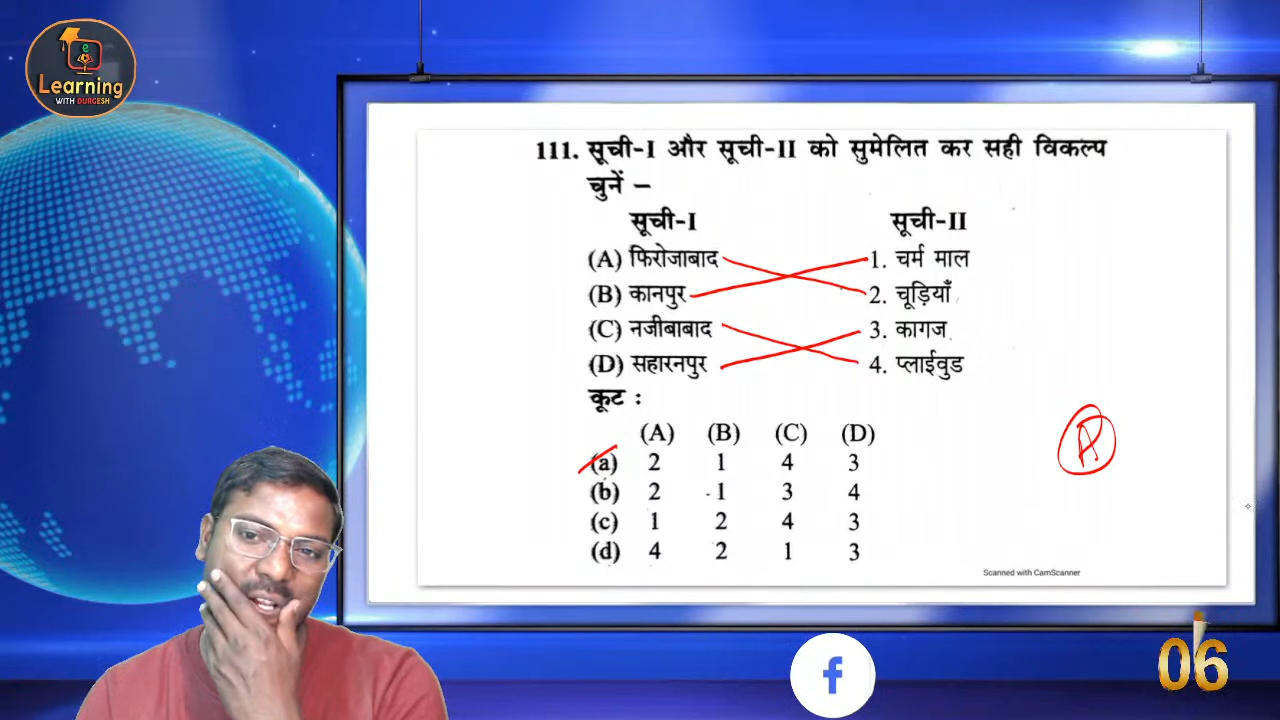 e
Learning
WITH DURGESH
111. सूची-I और सूची-II को सुमेलित कर सही विकल्प
चुनें –
सूची-I सूची-II
(A) फिरोजाबाद 1. चर्म माल
(B) कानपुर 2. चूड़ियाँ
(C) नजीबाबाद 3. कागज
(D) सहारनपुर 4. प्लाईवुड
कूट :
(A) (B) (C) (D)
(a) 2 1 4 3
(b) 2 1 3 4
(c) 1 2 4 3
(d) 4 2 1 3
A
Scanned with CamScanner
f
06